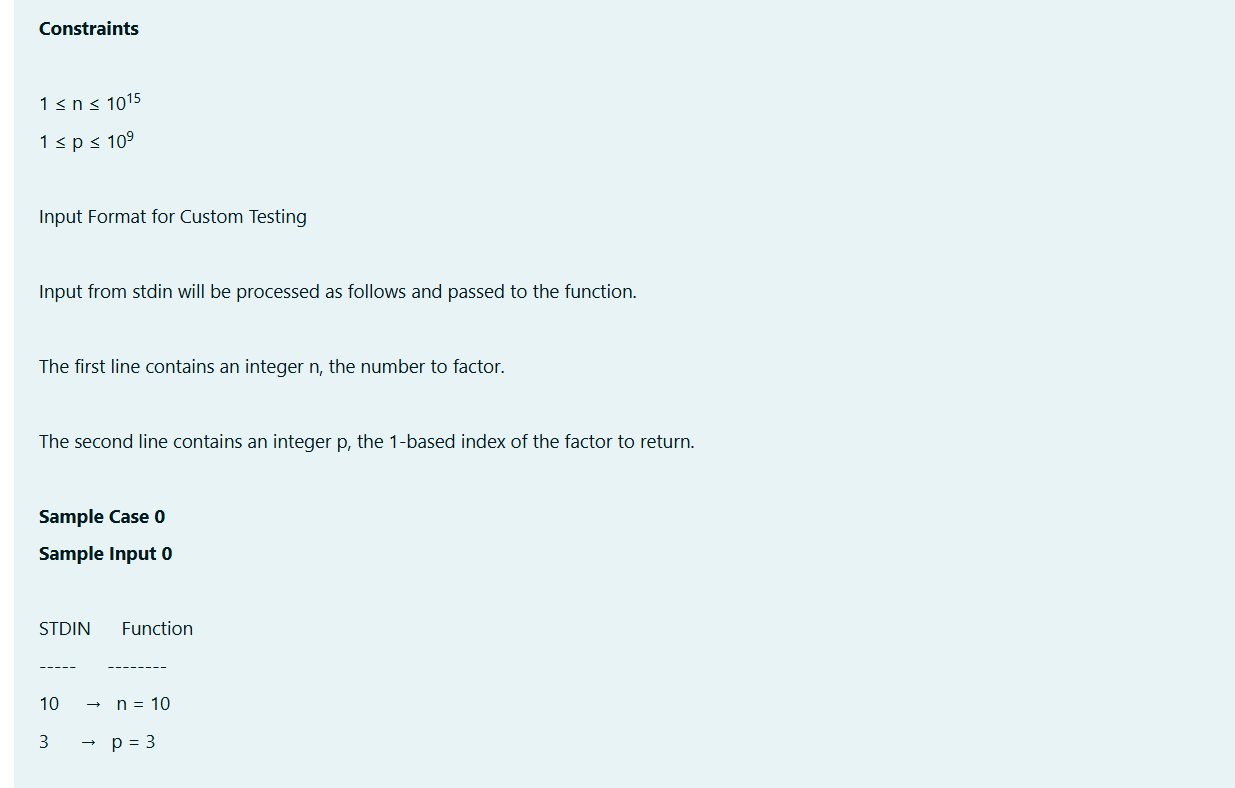 Constraints
1 ≤ n ≤ 10¹⁵
1 ≤ p ≤ 10⁹
Input Format for Custom Testing
Input from stdin will be processed as follows and passed to the function.
The first line contains an integer n, the number to factor.
The second line contains an integer p, the 1-based index of the factor to return.
Sample Case 0
Sample Input 0
STDIN Function
----- --------
10 → n = 10
3 → p = 3